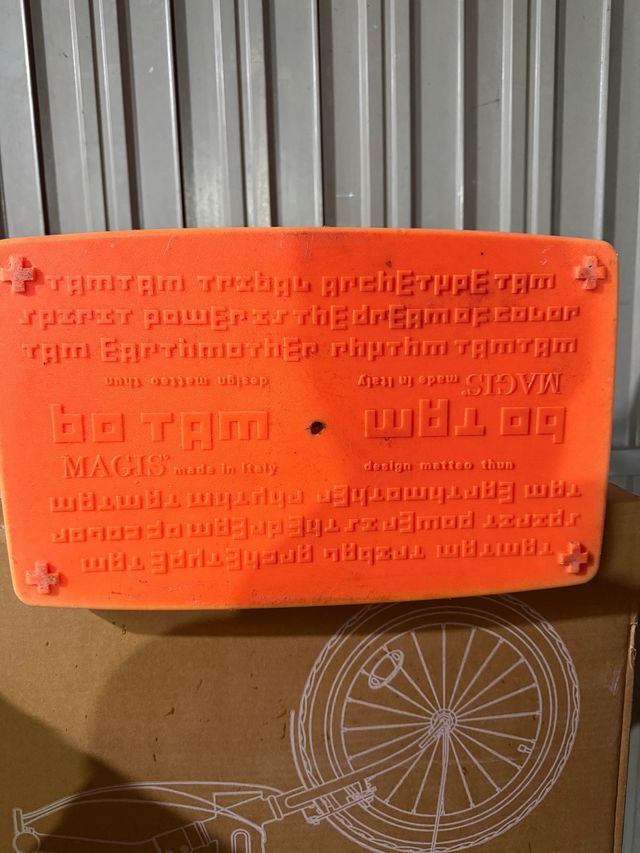 TAMTAM TRIBAL ARCHETYPE TAM
SPIRIT POWER IS THE DREAM OF COLOR
TAM EARTHMOTHER RHYTHM TAMTAM
MAGIS® made in Italy design matteo thun
bo TAM bo TAM
MAGIS® made in Italy design matteo thun
TAM EARTHMOTHER RHYTHM TAMTAM
SPIRIT POWER IS THE DREAM OF COLOR
TAMTAM TRIBAL ARCHETYPE TAM